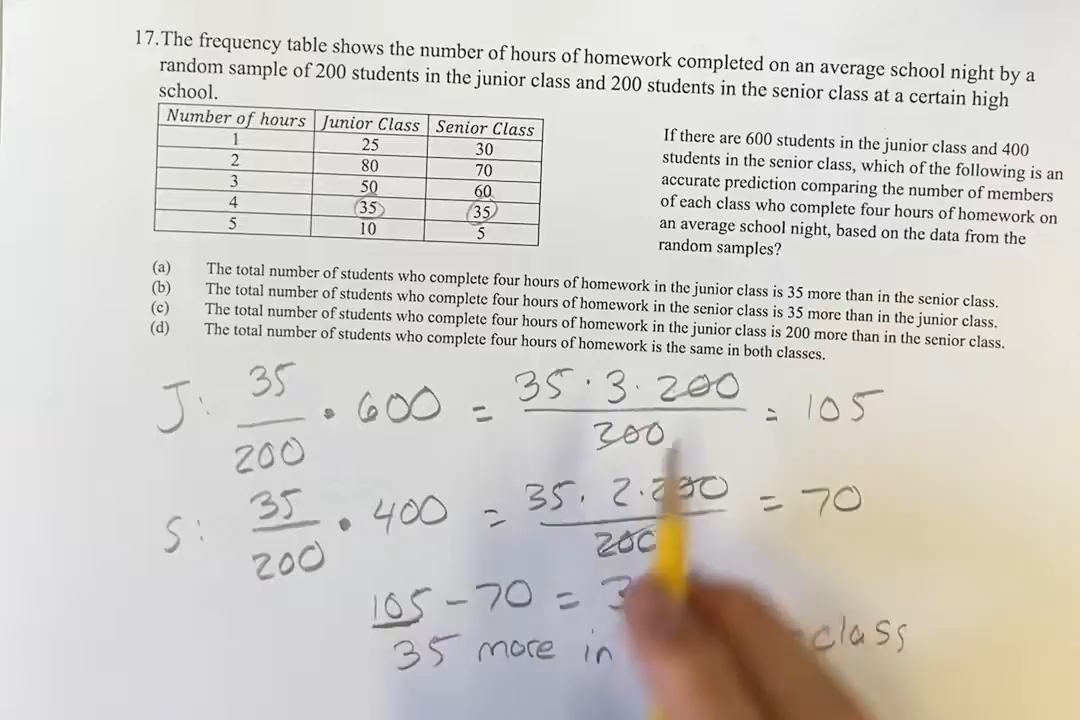 17.The frequency table shows the number of hours of homework completed on an average school night by a
random sample of 200 students in the junior class and 200 students in the senior class at a certain high
school.
Number of hours Junior Class Senior Class
1 25 30
2 80 70
3 50 60
4 35 35
5 10 5
If there are 600 students in the junior class and 400
students in the senior class, which of the following is an
accurate prediction comparing the number of members
of each class who complete four hours of homework on
an average school night, based on the data from the
random samples?
(a) The total number of students who complete four hours of homework in the junior class is 35 more than in the senior class.
(b) The total number of students who complete four hours of homework in the senior class is 35 more than in the junior class.
(c) The total number of students who complete four hours of homework in the junior class is 200 more than in the senior class.
(d) The total number of students who complete four hours of homework is the same in both classes.
J: 35/200 · 600 = 35 · 3 · 200/300 = 105
S: 35/200 · 400 = 35 · 2 · 200/200 = 70
105 - 70 = 3
35 more in class